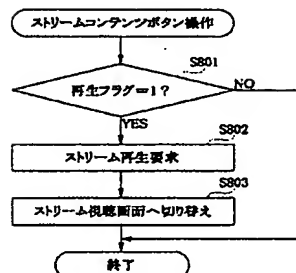 ストリームコンテンツボタン操作
S801
再生フラグ=1?
NO
YES
S802
ストリーム再生要求
S803
ストリーム視聴画面へ切り替え
終了